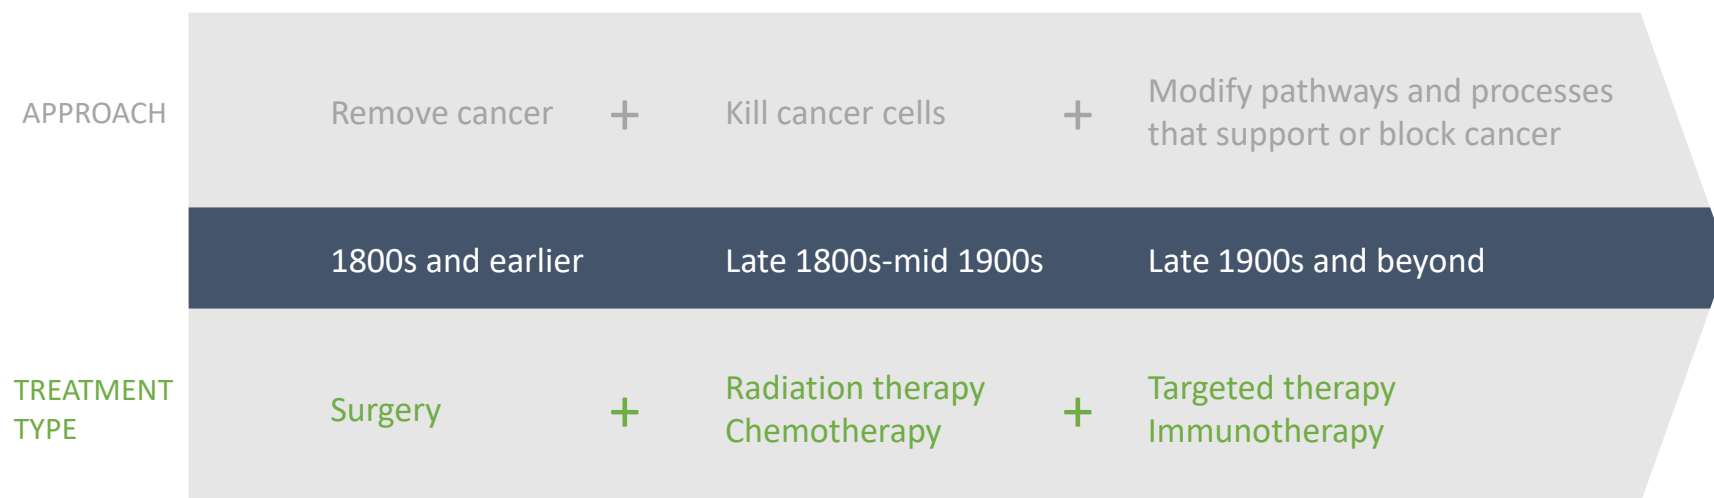 APPROACH
Remove cancer + Kill cancer cells + Modify pathways and processes
that support or block cancer
1800s and earlier Late 1800s-mid 1900s Late 1900s and beyond
TREATMENT
TYPE
Surgery + Radiation therapy
Chemotherapy + Targeted therapy
Immunotherapy